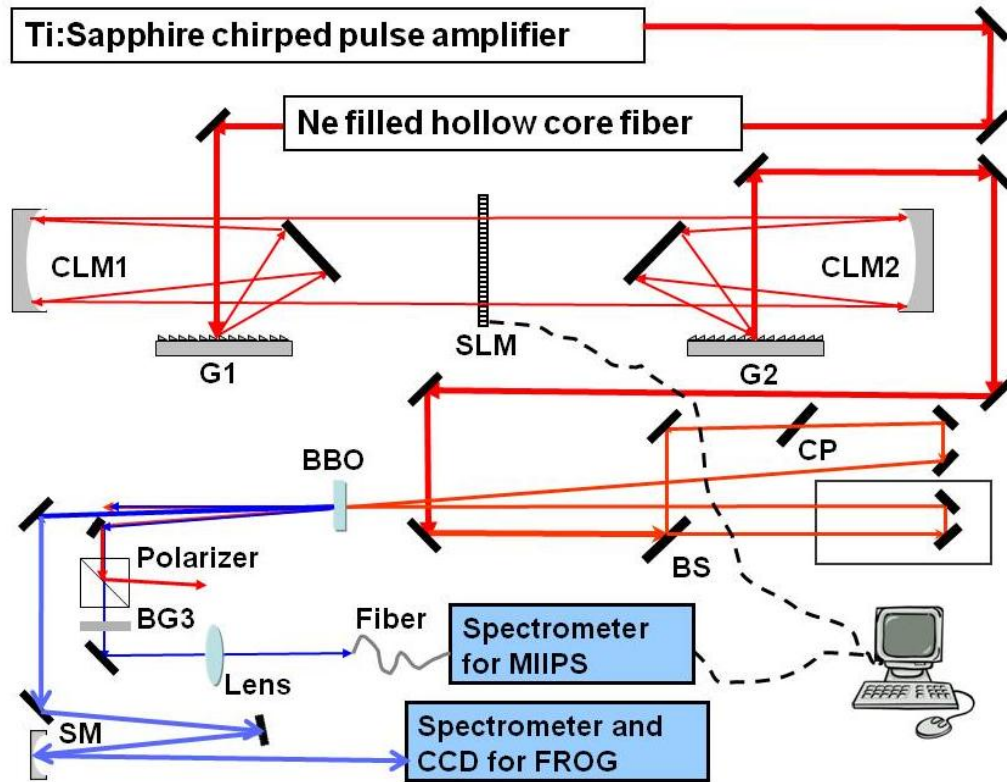 Ti:Sapphire chirped pulse amplifier
Ne filled hollow core fiber
CLM1
CLM2
SLM
G1
G2
CP
BBO
BS
Polarizer
BG3
Fiber
Lens
Spectrometer
for MIIPS
SM
Spectrometer and
CCD for FROG